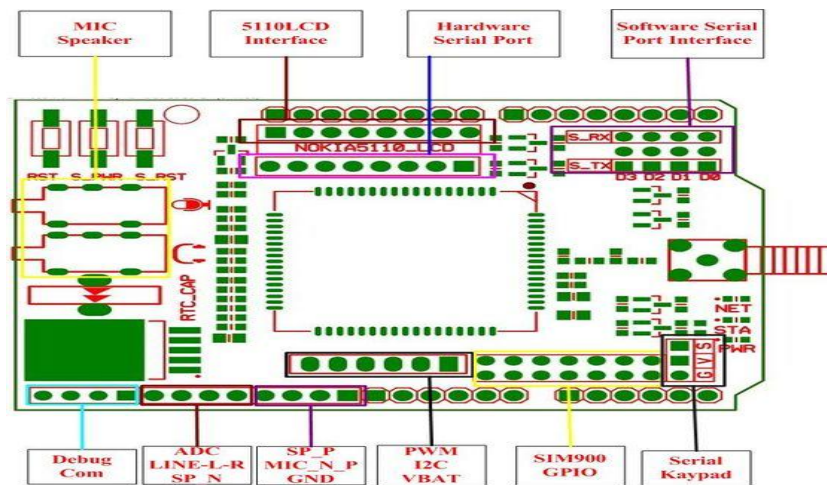 MIC
Speaker
5110LCD
Interface
Hardware
Serial Port
Software Serial
Port Interface
S_RX
NOKIA5110_LCD
S_TX
RST S_PWR S_RST
D3 D2 D1 D0
RTC_CAP
NET
STA
PWR
G V S
Debug
Com
ADC
LINE-L-R
SP_N
SP_P
MIC_N_P
GND
PWM
I2C
VBAT
SIM900
GPIO
Serial
Kaypad